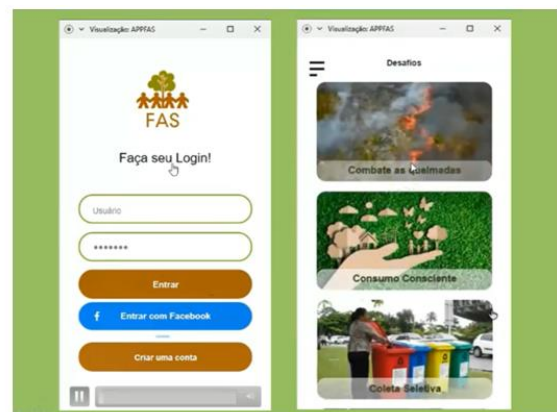 Visualização: APPFAS
FAS
Faça seu Login!
Usuário
•••••••
Entrar
f Entrar com Facebook
Criar uma conta
Visualização: APPFAS
Desafios
Combate as queimadas
Consumo Consciente
Coleta Seletiva